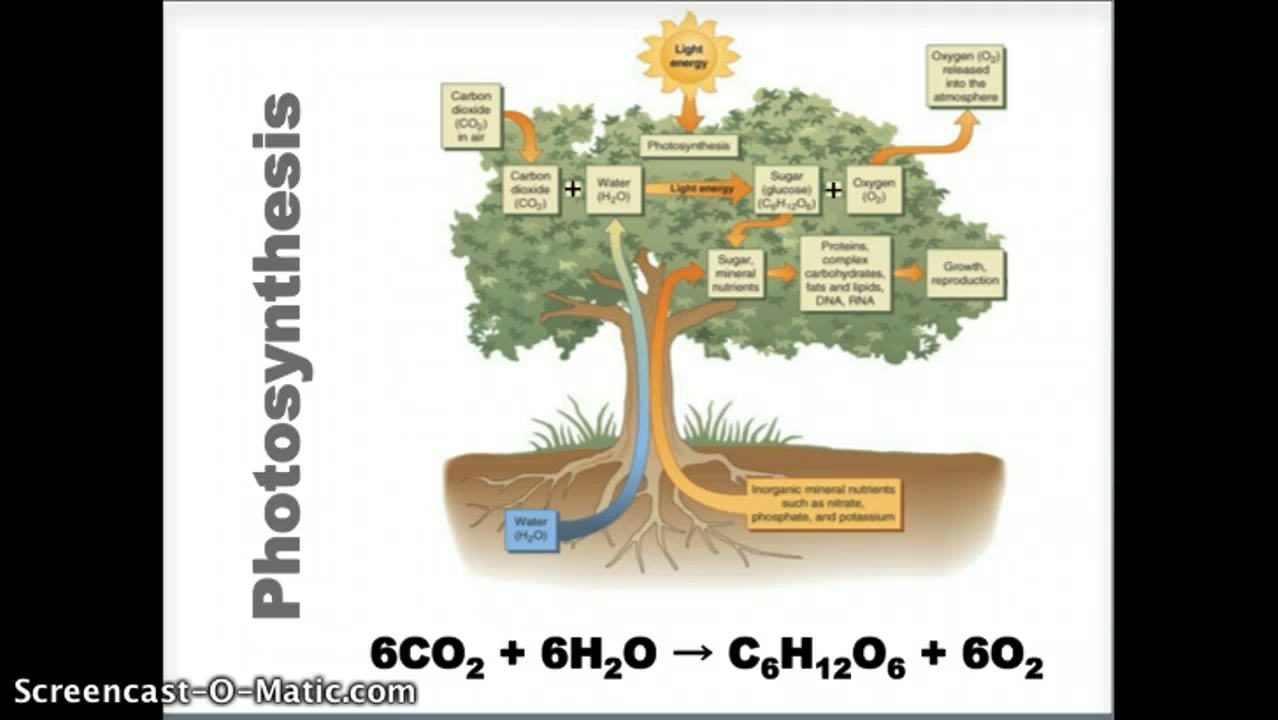 Photosynthesis
Light
energy
Oxygen (O₂)
released
into the
atmosphere
Carbon
dioxide
(CO₂)
in air
Photosynthesis
Carbon
dioxide
(CO₂)
+
Water
(H₂O)
Light energy
Sugar
(glucose)
(C₆H₁₂O₆)
+
Oxygen
(O₂)
Sugar,
mineral
nutrients
Proteins,
complex
carbohydrates,
fats and lipids,
DNA, RNA
Growth,
reproduction
Inorganic mineral nutrients
such as nitrate,
phosphate, and potassium
Water
(H₂O)
6CO₂ + 6H₂O → C₆H₁₂O₆ + 6O₂
Screencast-O-Matic.com